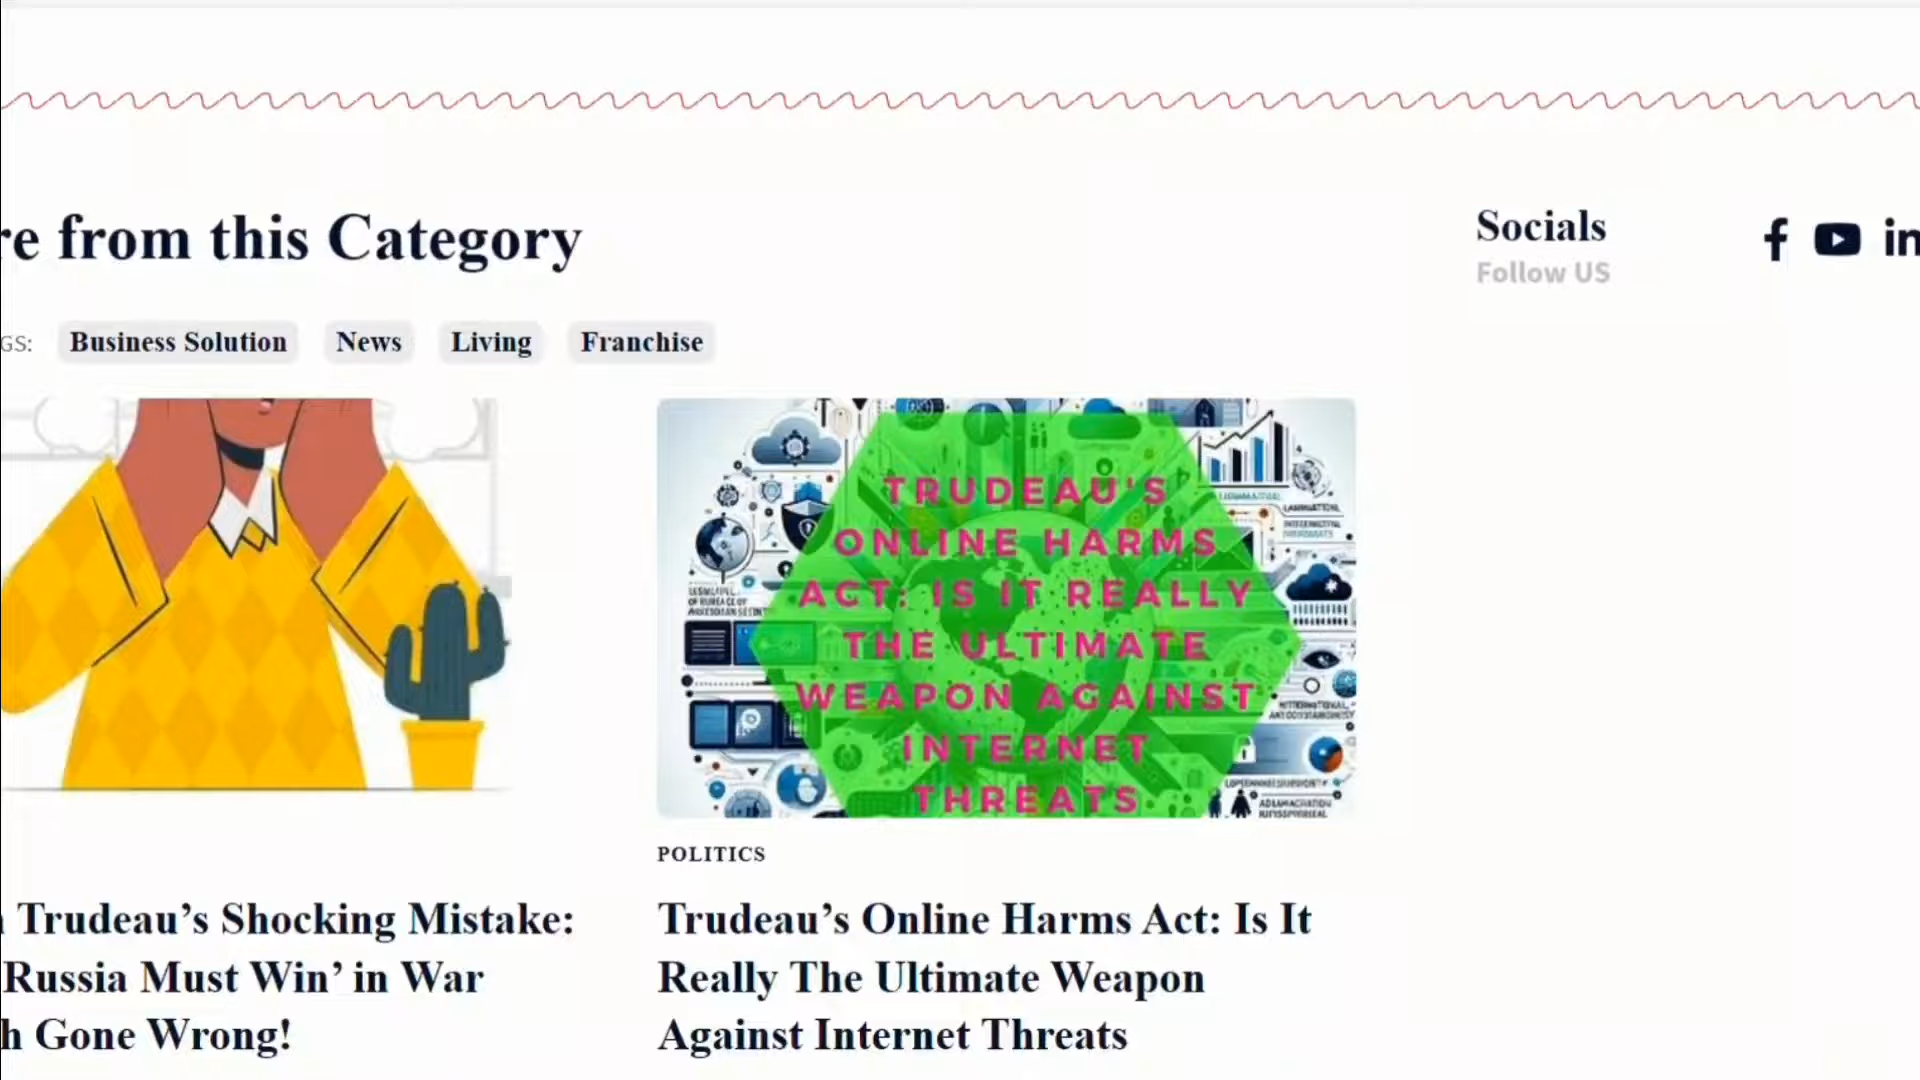 re from this Category
Socials
Follow US
GS:
Business Solution
News
Living
Franchise
TRUDEAU'S
ONLINE HARMS
ACT: IS IT REALLY
THE ULTIMATE
WEAPON AGAINST
INTERNET
THREATS
Trudeau’s Shocking Mistake:
Russia Must Win’ in War
h Gone Wrong!
POLITICS
Trudeau’s Online Harms Act: Is It
Really The Ultimate Weapon
Against Internet Threats